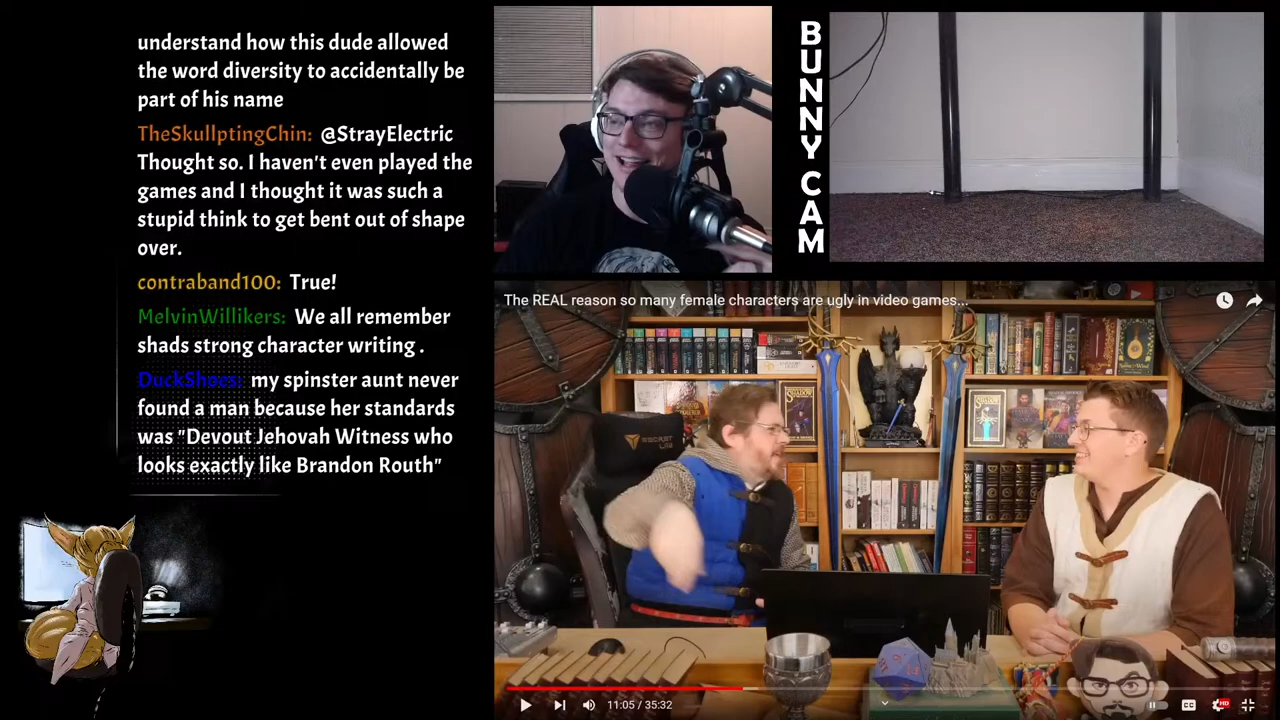 understand how this dude allowed
the word diversity to accidentally be
part of his name
TheSkullptingChin: @StrayElectric
Thought so. I haven't even played the
games and I thought it was such a
stupid think to get bent out of shape
over.
contraband100: True!
MelvinWillikers: We all remember
shads strong character writing .
DuckShoes: my spinster aunt never
found a man because her standards
was "Devout Jehovah Witness who
looks exactly like Brandon Routh"
BUNNY CAM
The REAL reason so many female characters are ugly in video games...
SHADOW
11:05 / 35:32
HD